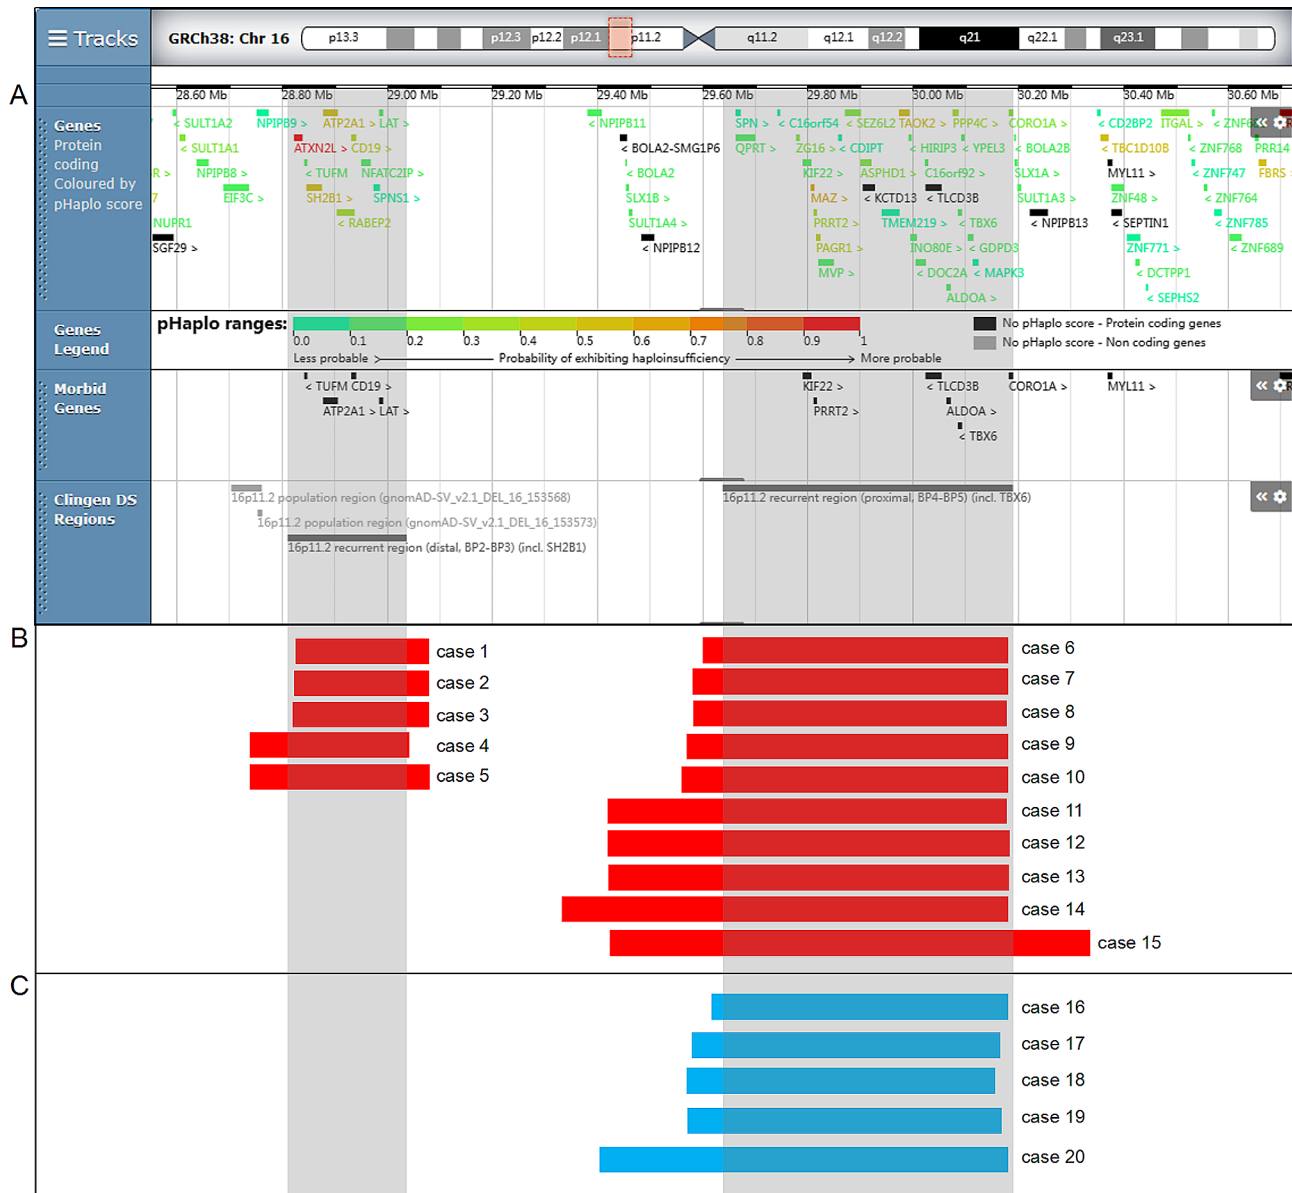 Tracks
GRCh38: Chr 16
p13.3 p12.3 p12.2 p12.1 p11.2 q11.2 q12.1 q12.2 q21 q22.1 q23.1
A
28.60 Mb 28.80 Mb 29.00 Mb 29.20 Mb 29.40 Mb 29.60 Mb 29.80 Mb 30.00 Mb 30.20 Mb 30.40 Mb 30.60 Mb
Genes
Protein
coding
Coloured by
pHaplo score
< SULT1A2 NPIPB9 > ATP2A1 > LAT > < NPIPB11 SPN > < C16orf54 < SEZ6L2 TAOK2 > PPP4C > CORO1A > < CD2BP2 ITGAL >
< SULT1A1 ATXN2L > CD19 > BOLA2-SMG1P6 QPRT > ZG16 > < CDIPT < HIRIP3 < YPEL3 < BOLA2B < TBC1D10B < ZNF768 PRR14
R > < NPIPB8 < TUFM NFATC2IP > < BOLA2 KIF22 > ASPHD1 > C16orf92 > SLX1A > MYL11 > < ZNF747
7 EIF3C > SH2B1 > SPNS1 > SLX1B > MAZ > < KCTD13 < TLCD3B SULT1A3 > ZNF48 > < ZNF764 FBRS >
NUPR1 < RABEP2 SULT1A4 > PRRT2 > TMEM219 > < TBX6 < NPIPB13 < SEPTIN1 < ZNF785
SGF29 > < NPIPB12 PAGR1 > INO80E > < GDPD3 ZNF771 > < ZNF689
MVP > < DOC2A < MAPK3 < DCTPP1
ALDOA > < SEPHS2
Genes
Legend
pHaplo ranges:
0.0 0.1 0.2 0.3 0.4 0.5 0.6 0.7 0.8 0.9 1
Less probable > Probability of exhibiting haploinsufficiency > More probable
No pHaplo score - Protein coding genes
No pHaplo score - Non coding genes
Morbid
Genes
< TUFM CD19 > KIF22 > < TLCD3B CORO1A > MYL11 >
ATP2A1 > LAT > PRRT2 > ALDOA >
< TBX6
Clingen DS
Regions
16p11.2 population region (gnomAD-SV_v2.1_DEL_16_153568)
16p11.2 recurrent region (proximal, BP4-BP5) (incl. TBX6)
16p11.2 population region (gnomAD-SV_v2.1_DEL_16_153573)
16p11.2 recurrent region (distal, BP2-BP3) (incl. SH2B1)
B
case 1
case 2
case 3
case 4
case 5
case 6
case 7
case 8
case 9
case 10
case 11
case 12
case 13
case 14
case 15
C
case 16
case 17
case 18
case 19
case 20